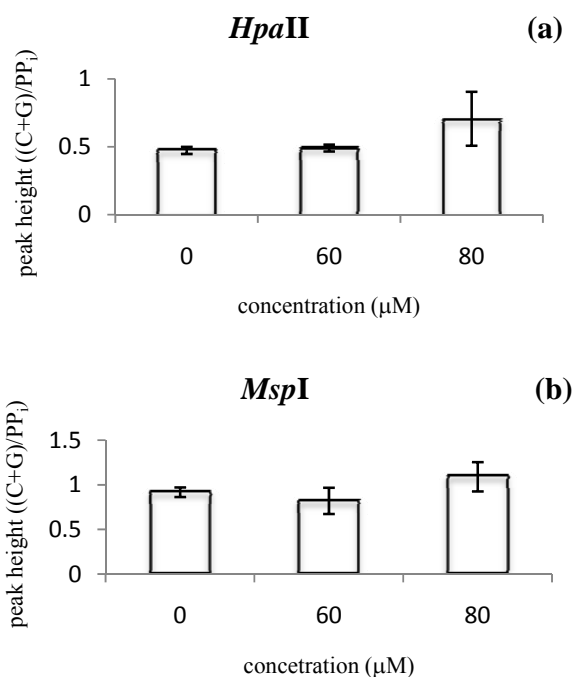 HpaII (a)
peak height ((C+G)/PPi)
1
0.5
0
0 60 80
concentration (μM)
MspI (b)
peak height ((C+G)/PPi)
1.5
1
0.5
0
0 60 80
concetration (μM)